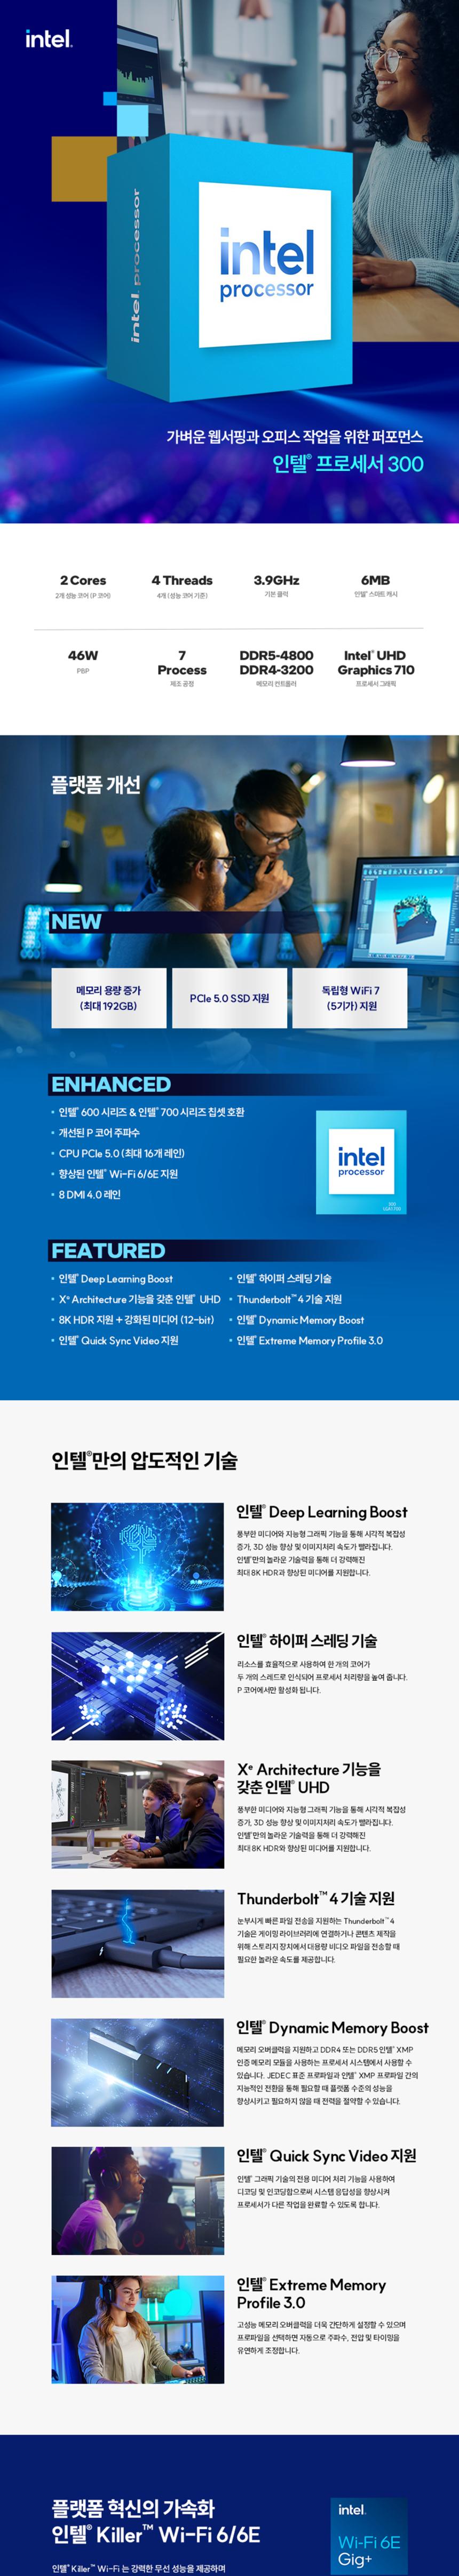 intel.
intel. processor
intel
processor
가벼운 웹서핑과 오피스 작업을 위한 퍼포먼스
인텔® 프로세서 300
2 Cores
2개 성능 코어 (P 코어)
4 Threads
4개 (성능 코어 기준)
3.9GHz
기본 클럭
6MB
인텔® 스마트 캐시
46W
PBP
7
Process
제조 공정
DDR5-4800
DDR4-3200
메모리 컨트롤러
Intel® UHD
Graphics 710
프로세서 그래픽
플랫폼 개선
NEW
메모리 용량 증가
(최대 192GB)
PCIe 5.0 SSD 지원
독립형 WiFi 7
(5기가) 지원
ENHANCED
• 인텔® 600 시리즈 & 인텔® 700 시리즈 칩셋 호환
• 개선된 P 코어 주파수
• CPU PCIe 5.0 (최대 16개 레인)
• 향상된 인텔® Wi-Fi 6/6E 지원
• 8 DMI 4.0 레인
intel
processor
300
LGA1700
FEATURED
• 인텔® Deep Learning Boost
• Xᵉ Architecture 기능을 갖춘 인텔® UHD
• 8K HDR 지원 + 강화된 미디어 (12-bit)
• 인텔® Quick Sync Video 지원
• 인텔® 하이퍼 스레딩 기술
• Thunderbolt™ 4 기술 지원
• 인텔® Dynamic Memory Boost
• 인텔® Extreme Memory Profile 3.0
인텔®만의 압도적인 기술
인텔® Deep Learning Boost
풍부한 미디어와 지능형 그래픽 기능을 통해 시각적 복잡성
증가, 3D 성능 향상 및 이미지처리 속도가 빨라집니다.
인텔®만의 놀라운 기술력을 통해 더 강력해진
최대 8K HDR과 향상된 미디어를 지원합니다.
인텔® 하이퍼 스레딩 기술
리소스를 효율적으로 사용하여 한 개의 코어가
두 개의 스레드로 인식되어 프로세서 처리량을 높여 줍니다.
P 코어에서만 활성화 됩니다.
Xᵉ Architecture 기능을
갖춘 인텔® UHD
풍부한 미디어와 지능형 그래픽 기능을 통해 시각적 복잡성
증가, 3D 성능 향상 및 이미지처리 속도가 빨라집니다.
인텔®만의 놀라운 기술력을 통해 더 강력해진
최대 8K HDR와 향상된 미디어를 지원합니다.
Thunderbolt™ 4 기술 지원
눈부시게 빠른 파일 전송을 지원하는 Thunderbolt™ 4
기술은 게이밍 라이브러리에 연결하거나 콘텐츠 제작을
위해 스토리지 장치에서 대용량 비디오 파일을 전송할 때
필요한 놀라운 속도를 제공합니다.
인텔® Dynamic Memory Boost
메모리 오버클럭을 지원하고 DDR4 또는 DDR5 인텔® XMP
인증 메모리 모듈을 사용하는 프로세서 시스템에서 사용할 수
있습니다. JEDEC 표준 프로파일과 인텔® XMP 프로파일 간의
지능적인 전환을 통해 필요할 때 플랫폼 수준의 성능을
향상시키고 필요하지 않을 때 전력을 절약할 수 있습니다.
인텔® Quick Sync Video 지원
인텔® 그래픽 기술의 전용 미디어 처리 기능을 사용하여
디코딩 및 인코딩함으로써 시스템 응답성을 향상시켜
프로세서가 다른 작업을 완료할 수 있도록 합니다.
인텔® Extreme Memory
Profile 3.0
고성능 메모리 오버클럭을 더욱 간단하게 설정할 수 있으며
프로파일을 선택하면 자동으로 주파수, 전압 및 타이밍을
유연하게 조정합니다.
플랫폼 혁신의 가속화
인텔® Killer™ Wi-Fi 6/6E
인텔® Killer™ Wi-Fi 는 강력한 무선 성능을 제공하며
intel.
Wi-Fi 6E
Gig+